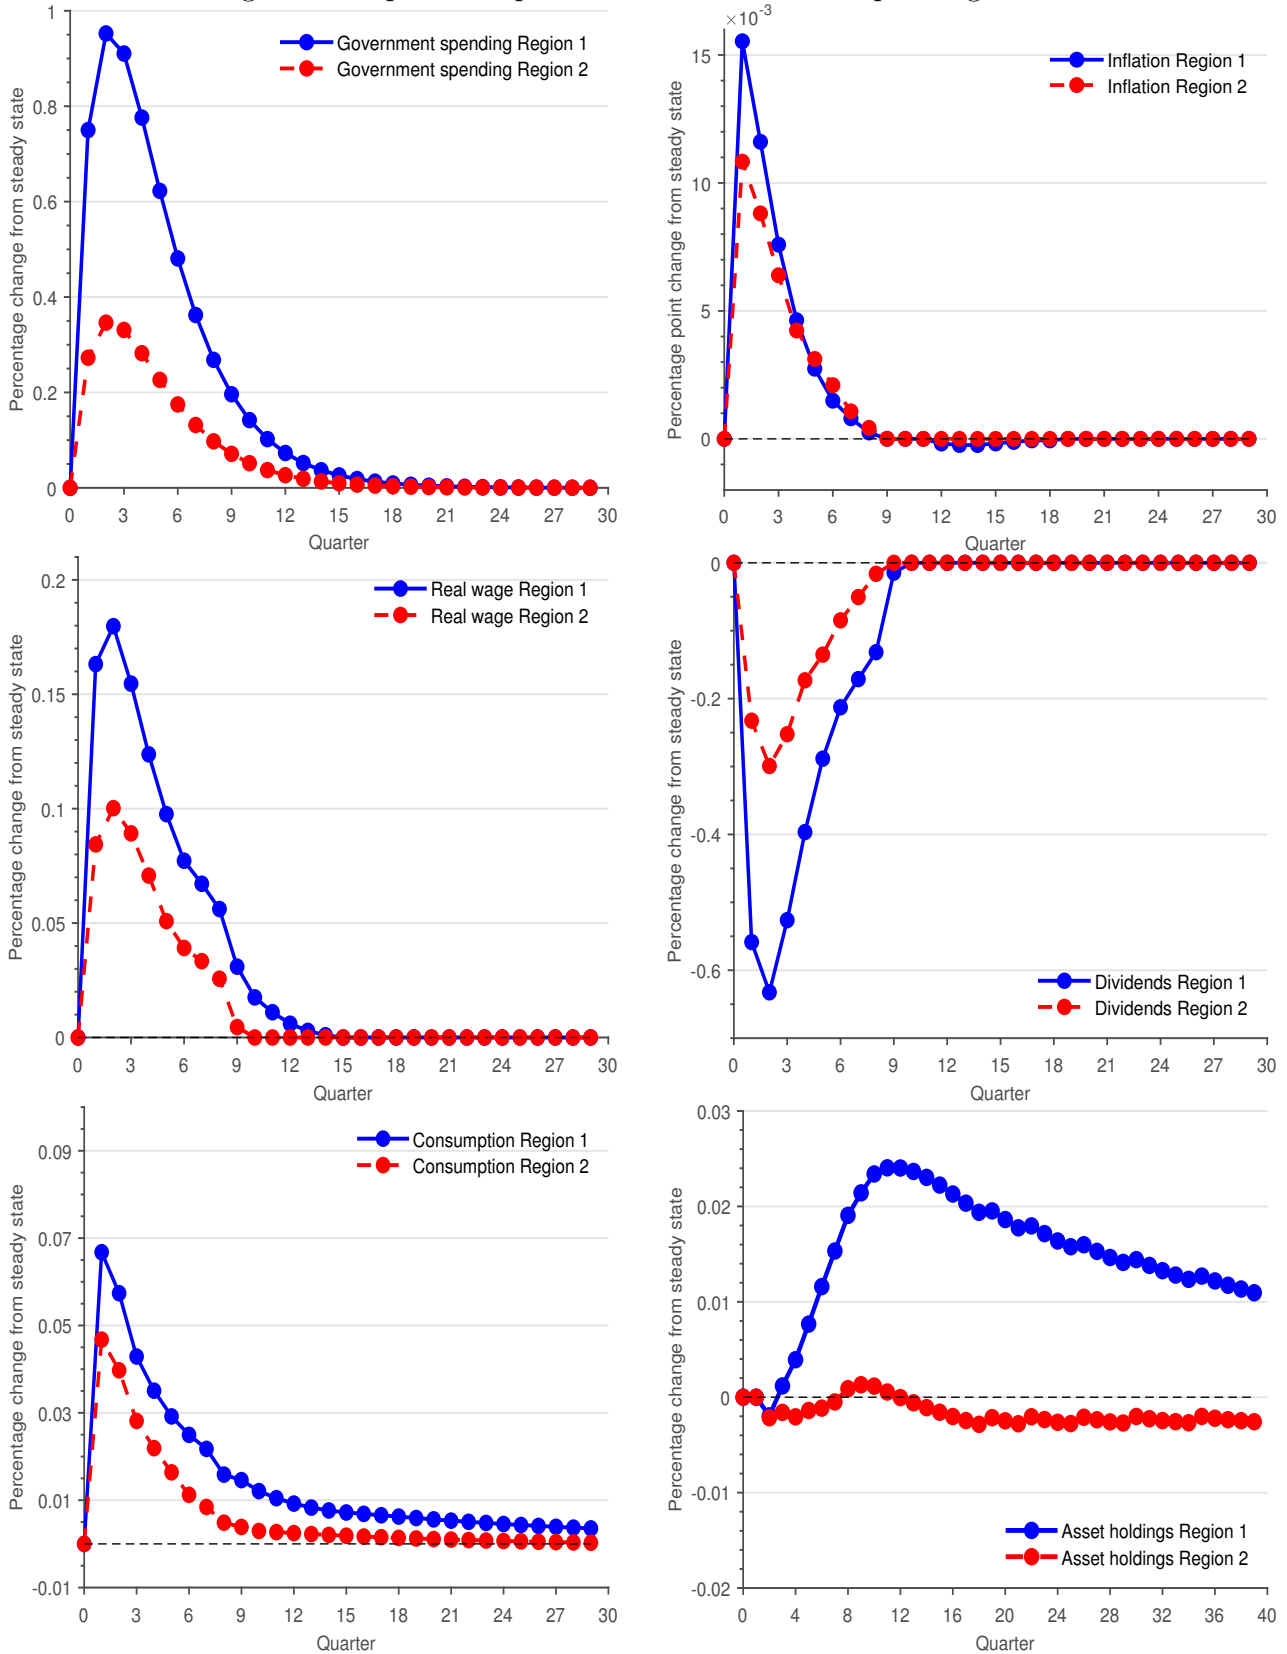 Government spending Region 1
Government spending Region 2
Percentage change from steady state
1
0.8
0.6
0.4
0.2
0
0 3 6 9 12 15 18 21 24 27 30
Quarter
×10-3
Inflation Region 1
Inflation Region 2
Percentage point change from steady state
15
10
5
0
0 3 6 9 12 15 18 21 24 27 30
Quarter
Real wage Region 1
Real wage Region 2
Percentage change from steady state
0.2
0.15
0.1
0.05
0
0 3 6 9 12 15 18 21 24 27 30
Quarter
Percentage change from steady state
0
-0.2
-0.4
-0.6
Dividends Region 1
Dividends Region 2
0 3 6 9 12 15 18 21 24 27 30
Quarter
Consumption Region 1
Consumption Region 2
Percentage change from steady state
0.09
0.07
0.05
0.03
0.01
-0.01
0 3 6 9 12 15 18 21 24 27 30
Quarter
Percentage change from steady state
0.03
0.02
0.01
0
-0.01
-0.02
Asset holdings Region 1
Asset holdings Region 2
0 4 8 12 16 20 24 28 32 36 40
Quarter